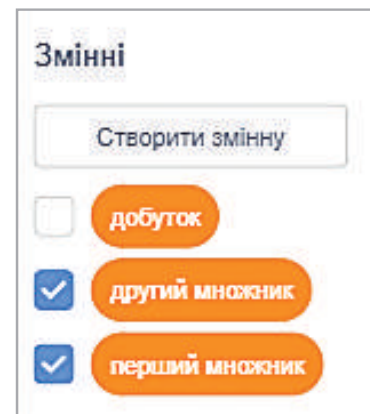 Змінні
Створити змінну
добуток
другий множник
перший множник